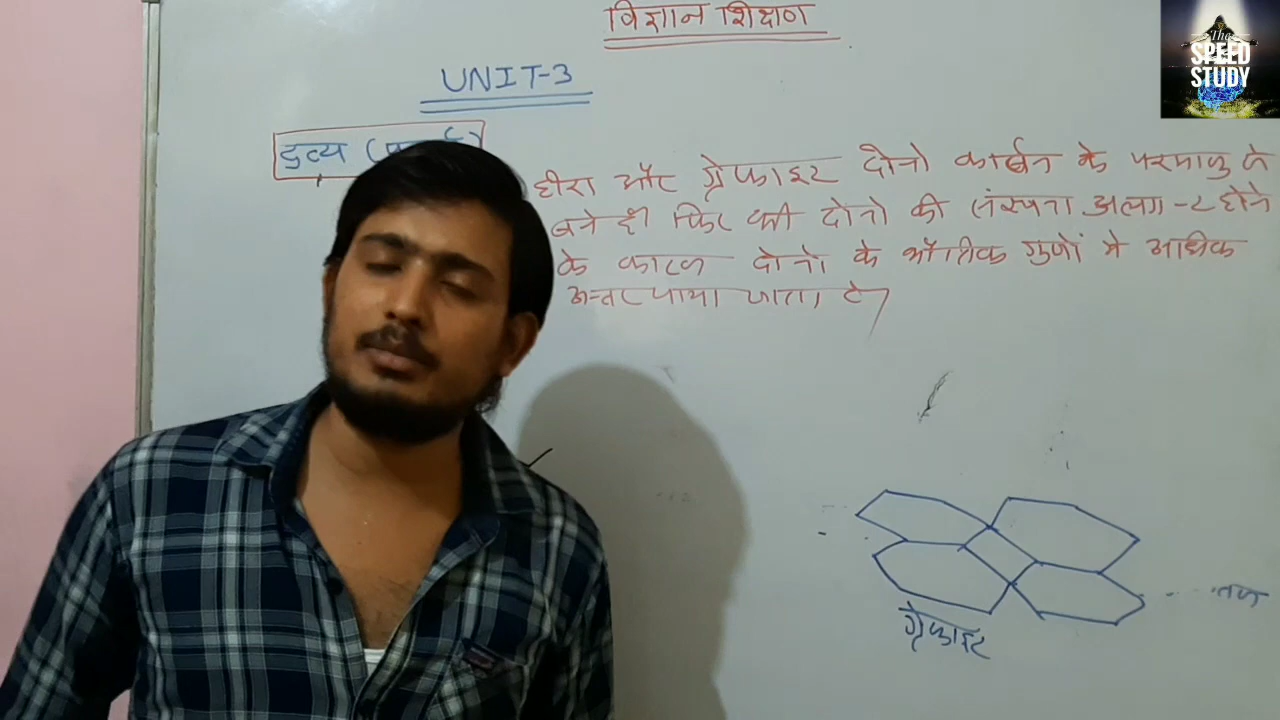 विज्ञान शिक्षण
The
SPEED
STUDY
UNIT-3
द्रव्य
हीरा और ग्रेफाइट दोनो कार्बन के परमाणु से
बने हैं फिर भी दोनो की संरचना अलग-2 होने
के कारण दोनो के भौतिक गुणों में अधिक
अन्तर पाया जाता है
ग्रेफाइट